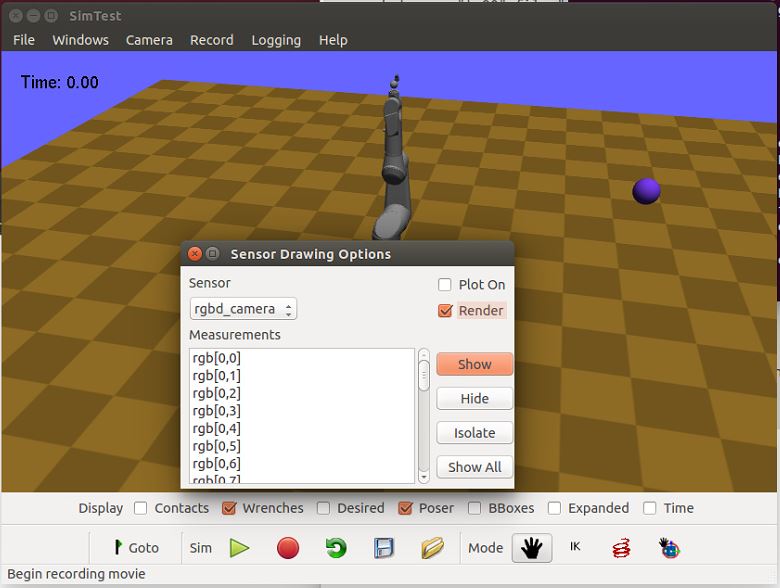 SimTest
File Windows Camera Record Logging Help
Time: 0.00
Sensor Drawing Options
Sensor
Plot On
rgbd_camera
Render
Measurements
rgb[0,0]
rgb[0,1]
rgb[0,2]
rgb[0,3]
rgb[0,4]
rgb[0,5]
rgb[0,6]
rgb[0,7]
Show
Hide
Isolate
Show All
Display Contacts Wrenches Desired Poser BBoxes Expanded Time
Goto Sim Mode IK
Begin recording movie